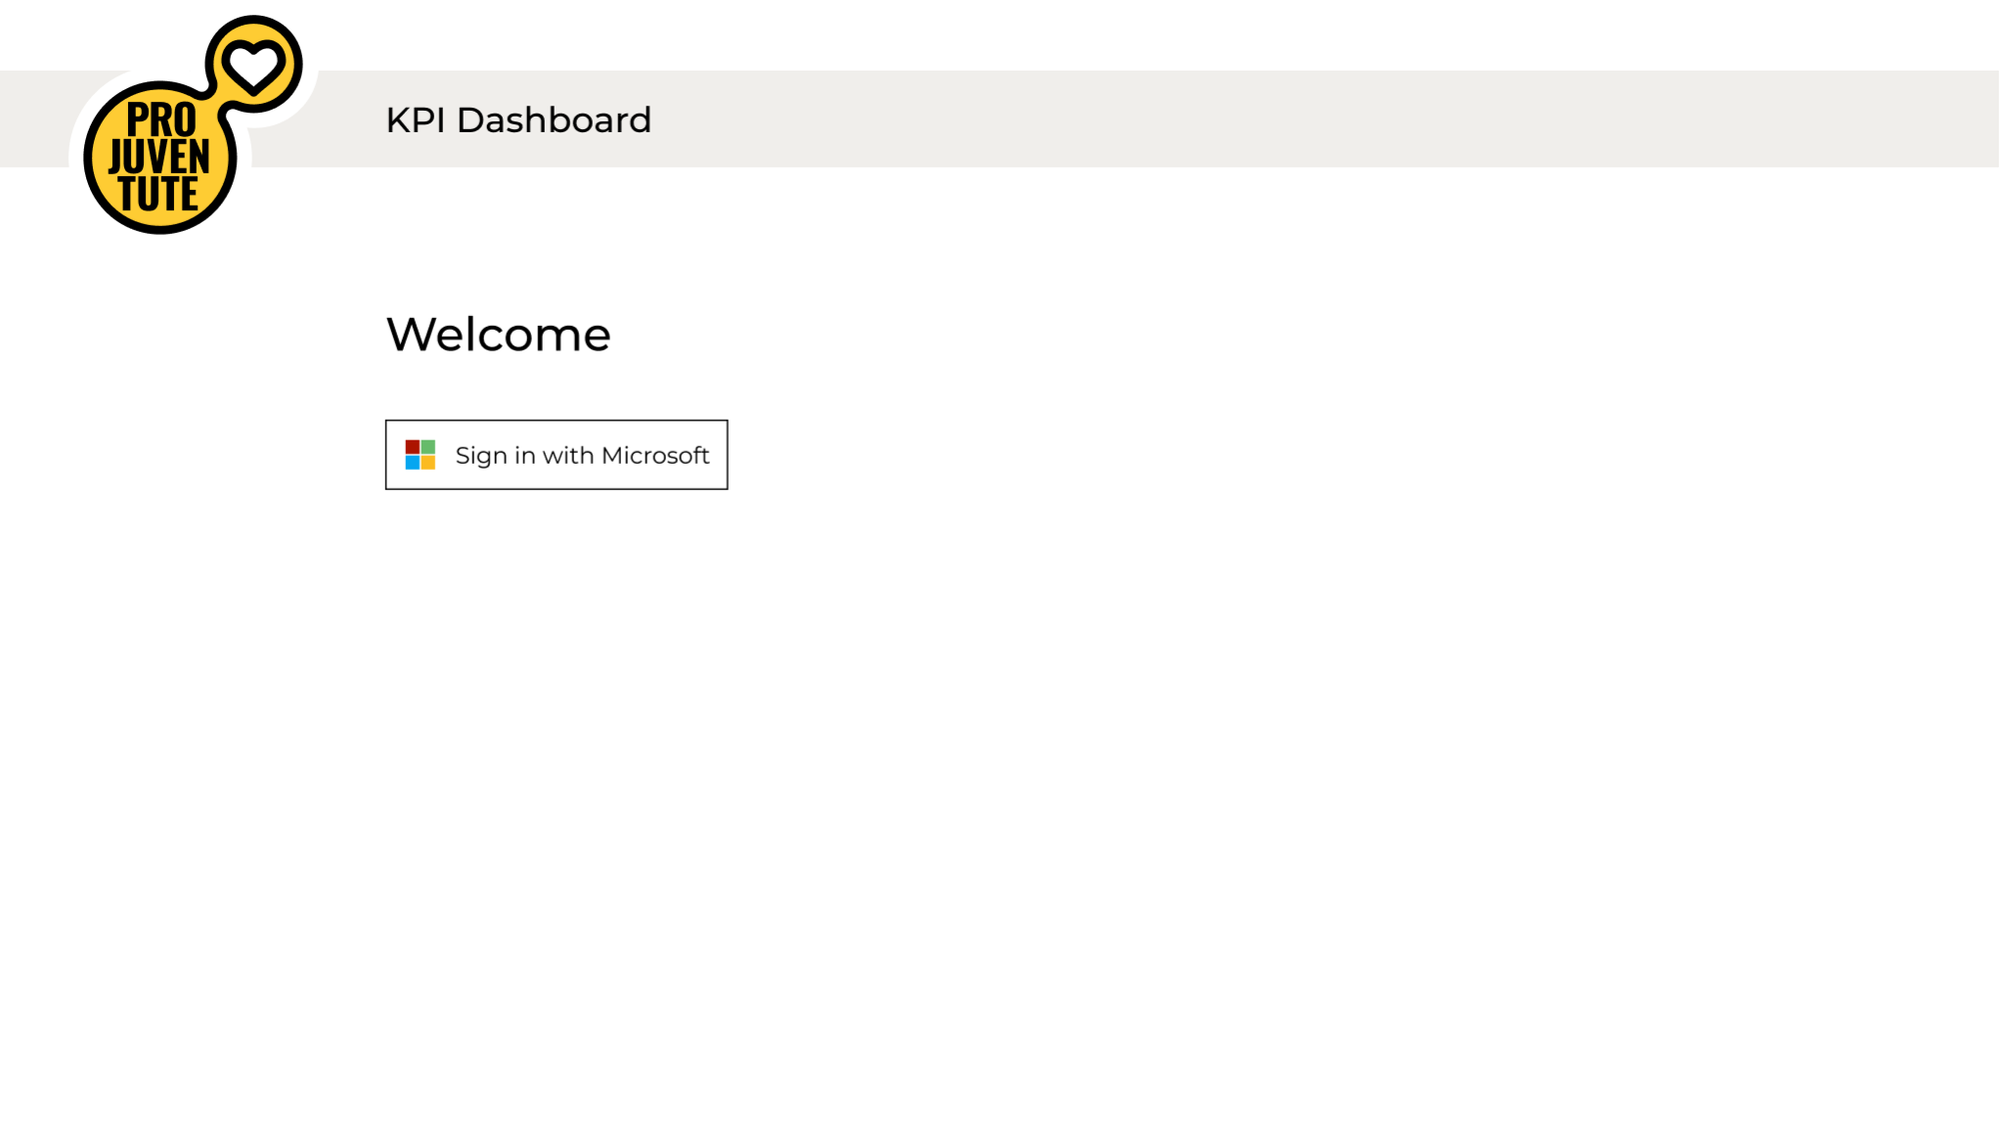 PRO
JUVEN
TUTE
KPI Dashboard
Welcome
Sign in with Microsoft